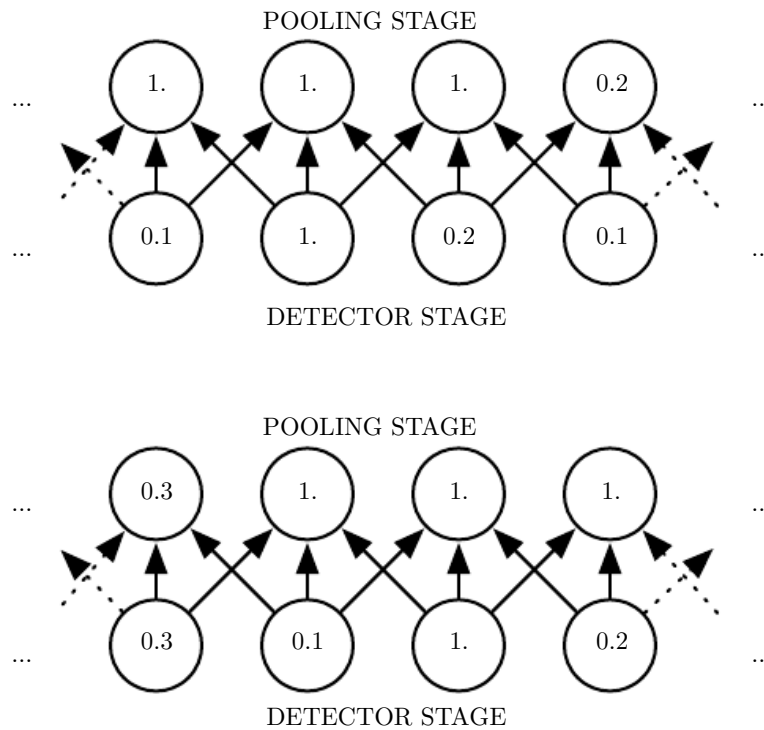 POOLING STAGE
... 1. 1. 1. 0.2 ..
... 0.1 1. 0.2 0.1 ..
DETECTOR STAGE
POOLING STAGE
... 0.3 1. 1. 1. ..
... 0.3 0.1 1. 0.2 ..
DETECTOR STAGE